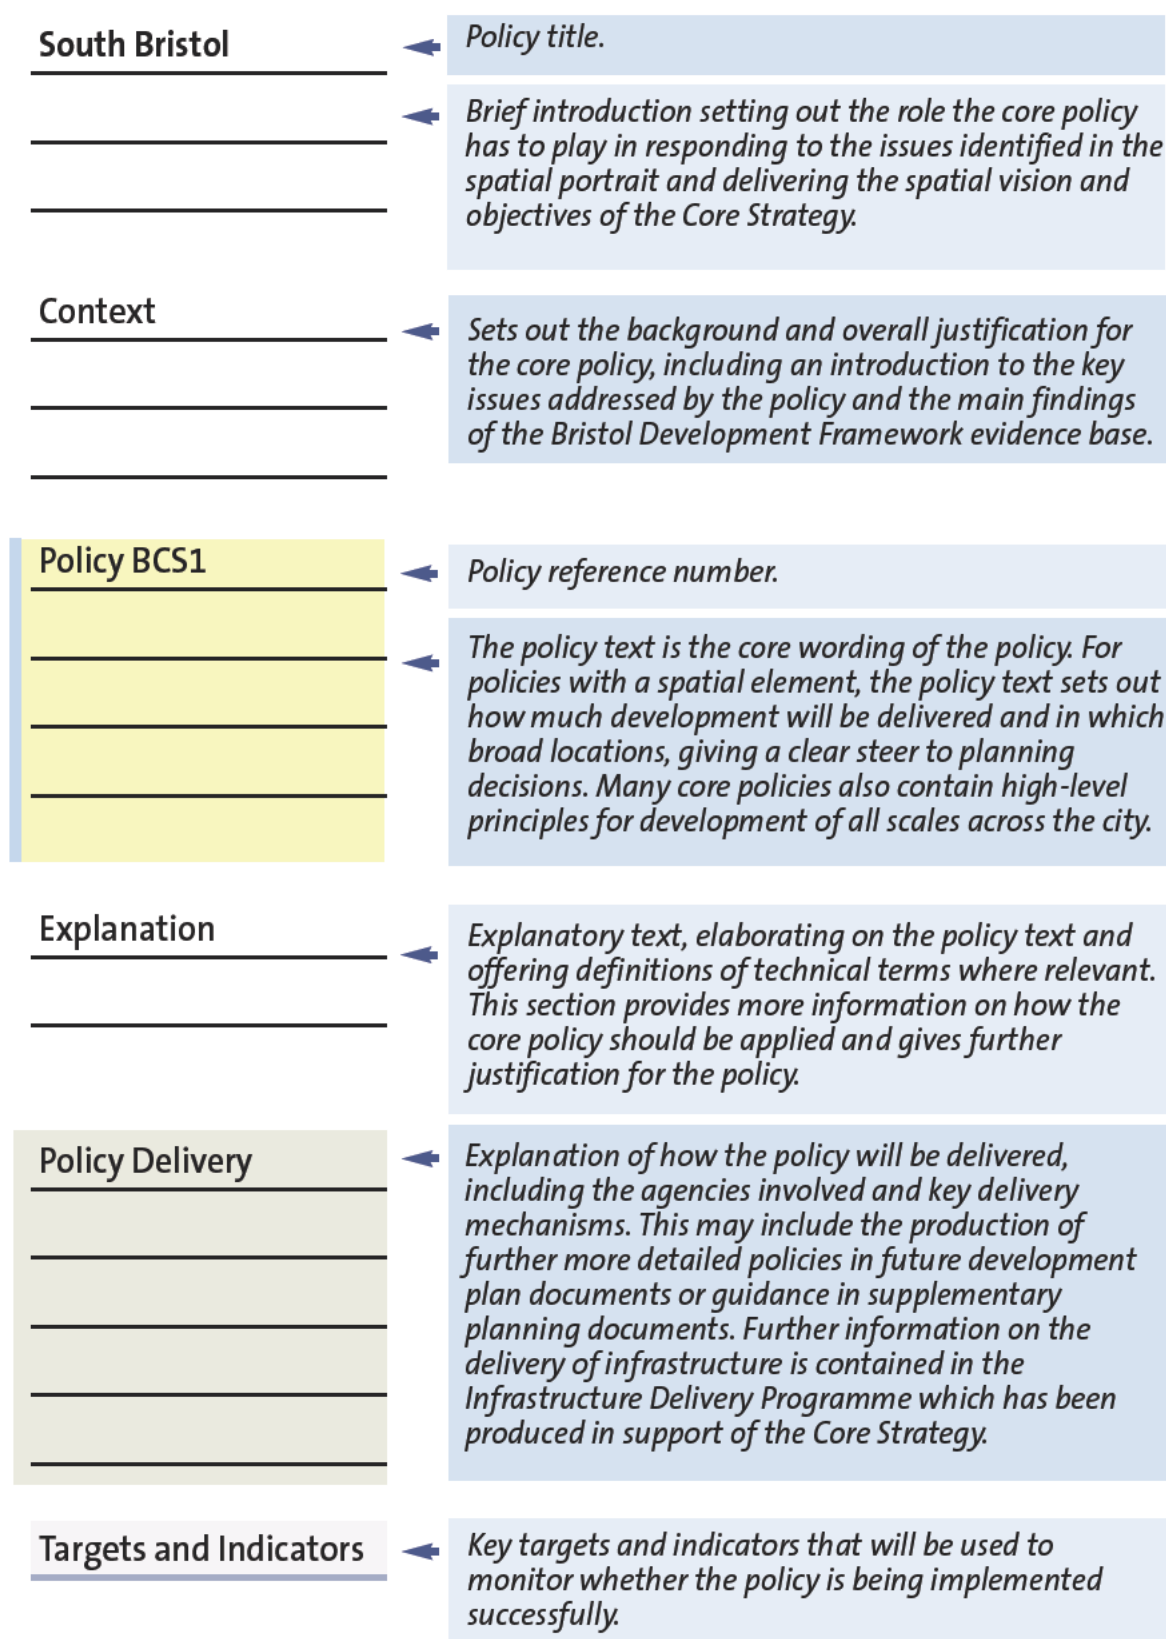 South Bristol
Policy title.
Brief introduction setting out the role the core policy
has to play in responding to the issues identified in the
spatial portrait and delivering the spatial vision and
objectives of the Core Strategy.
Context
Sets out the background and overall justification for
the core policy, including an introduction to the key
issues addressed by the policy and the main findings
of the Bristol Development Framework evidence base.
Policy BCS1
Policy reference number.
The policy text is the core wording of the policy. For
policies with a spatial element, the policy text sets out
how much development will be delivered and in which
broad locations, giving a clear steer to planning
decisions. Many core policies also contain high-level
principles for development of all scales across the city.
Explanation
Explanatory text, elaborating on the policy text and
offering definitions of technical terms where relevant.
This section provides more information on how the
core policy should be applied and gives further
justification for the policy.
Policy Delivery
Explanation of how the policy will be delivered,
including the agencies involved and key delivery
mechanisms. This may include the production of
further more detailed policies in future development
plan documents or guidance in supplementary
planning documents. Further information on the
delivery of infrastructure is contained in the
Infrastructure Delivery Programme which has been
produced in support of the Core Strategy.
Targets and Indicators
Key targets and indicators that will be used to
monitor whether the policy is being implemented
successfully.